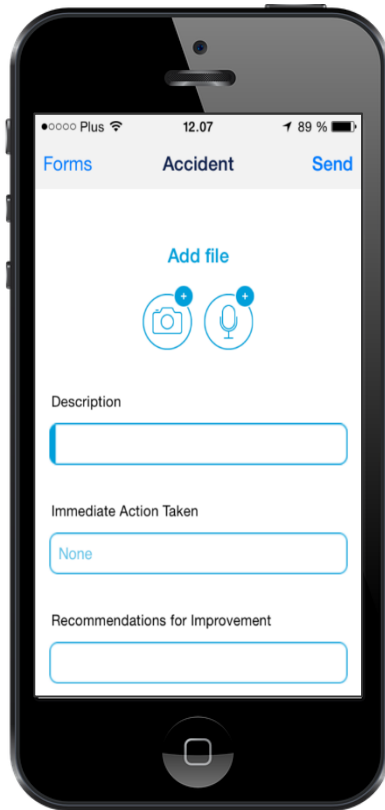 ●○○○○ Plus 12.07 89 %
Forms Accident Send
Add file
Description
Immediate Action Taken
None
Recommendations for Improvement